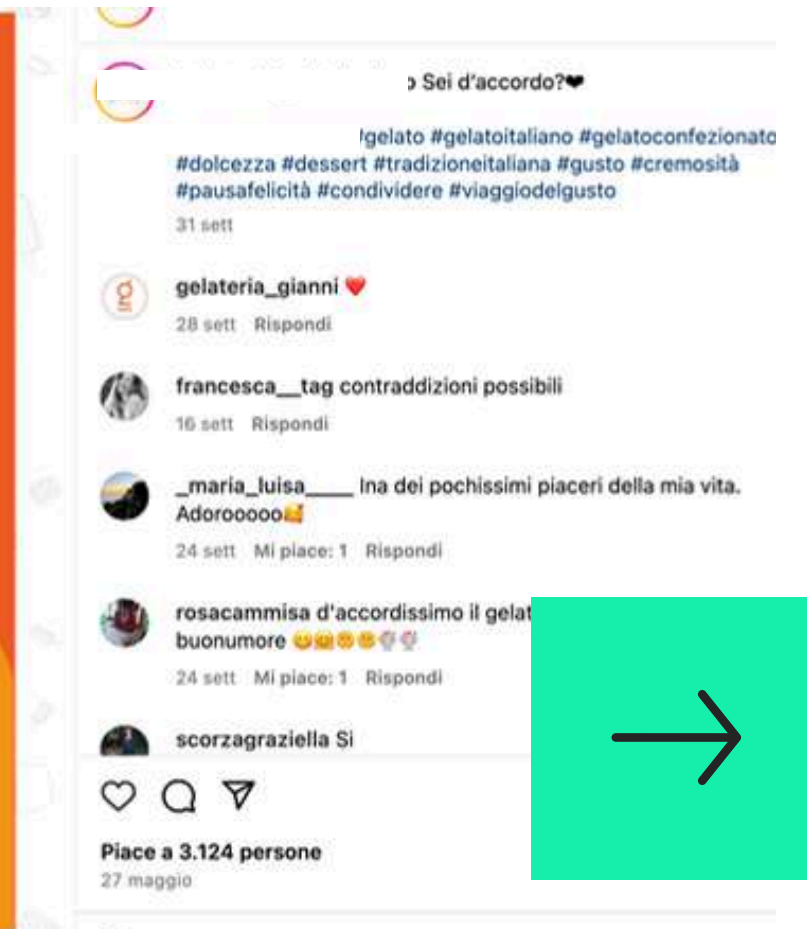 Sei d'accordo?❤
#gelato #gelatoitaliano #gelatoconfezionato
#dolcezza #dessert #tradizioneitaliana #gusto #cremosità
#pausafelicità #condividere #viaggiodelgusto
31 sett
gelateria_gianni ❤️
28 sett Rispondi
francesca__tag contraddizioni possibili
16 sett Rispondi
_maria_luisa____ Ina dei pochissimi piaceri della mia vita.
Adorooooo🥰
24 sett Mi piace: 1 Rispondi
rosacammisa d'accordissimo il gelat
buonumore
24 sett Mi piace: 1 Rispondi
scorzagraziella Si
Piace a 3.124 persone
27 maggio